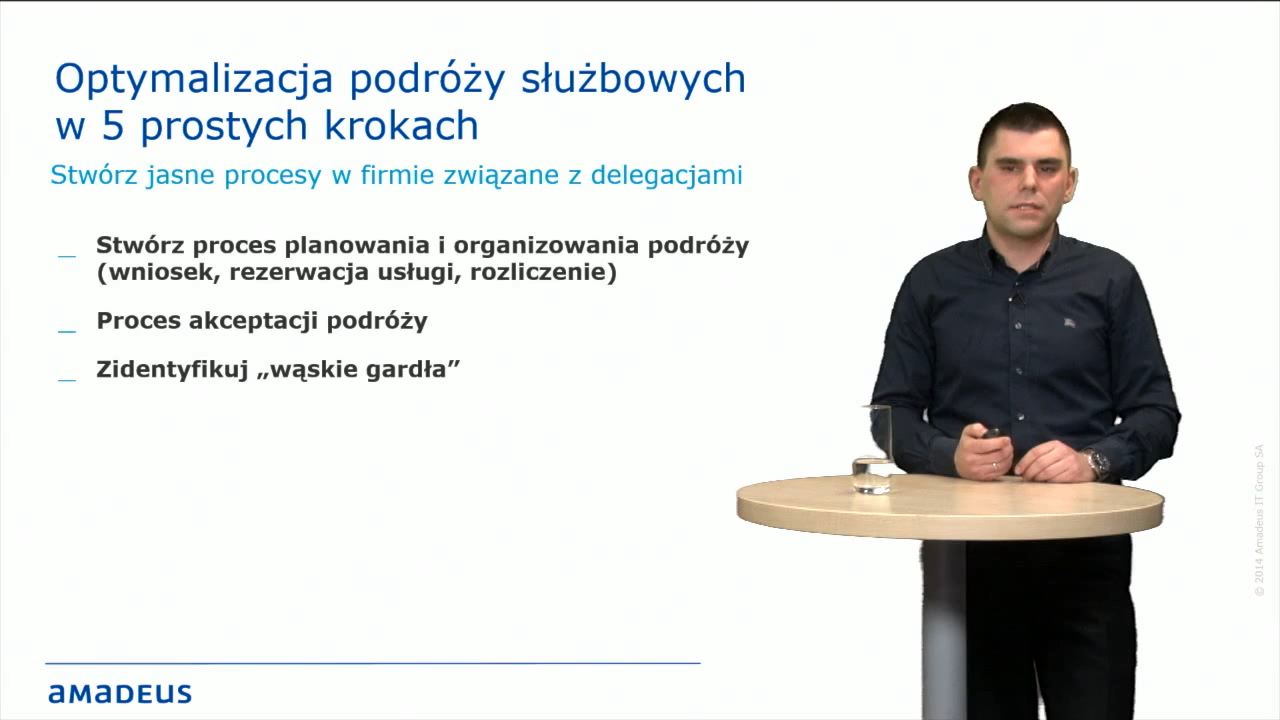 Optymalizacja podróży służbowych
w 5 prostych krokach
Stwórz jasne procesy w firmie związane z delegacjami
_ Stwórz proces planowania i organizowania podróży
(wniosek, rezerwacja usługi, rozliczenie)
_ Proces akceptacji podróży
_ Zidentyfikuj „wąskie gardła”
© 2014 Amadeus IT Group SA
amadeus